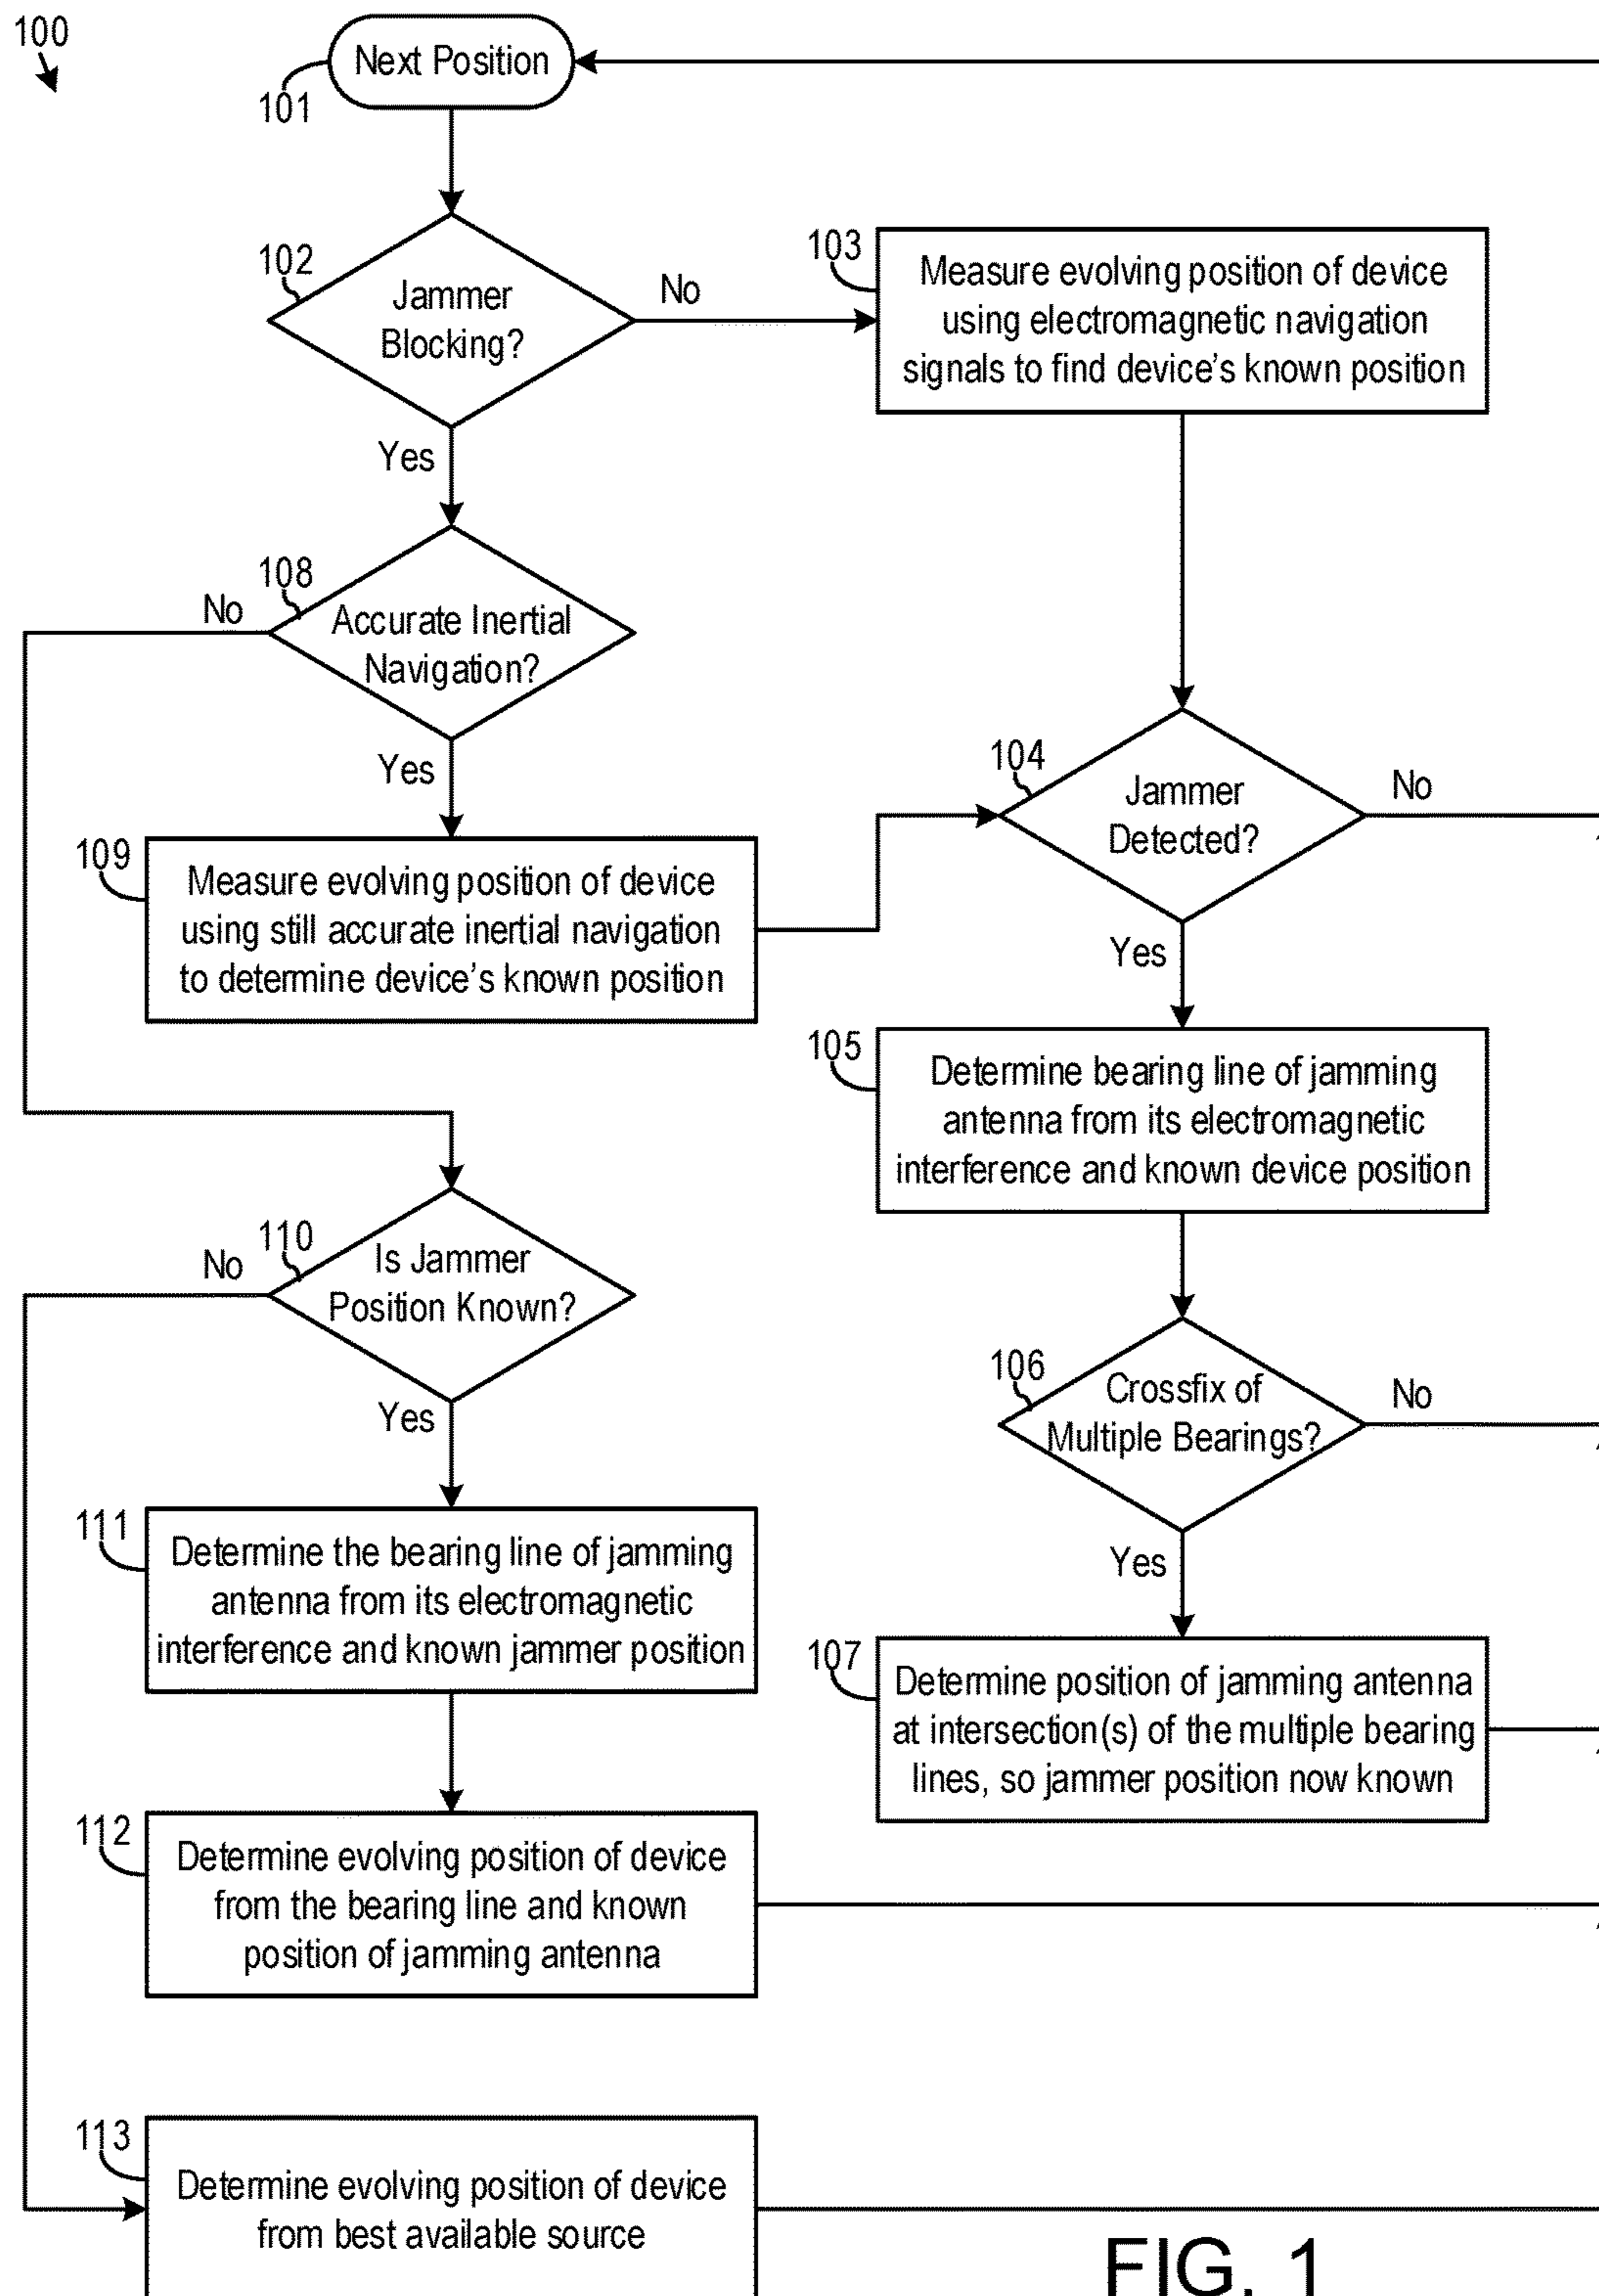 100
Next Position
101
102
Jammer
Blocking?
No
Yes
103
Measure evolving position of device
using electromagnetic navigation
signals to find device's known position
108
No
Accurate Inertial
Navigation?
Yes
104
Jammer
Detected?
No
Yes
109
Measure evolving position of device
using still accurate inertial navigation
to determine device's known position
105
Determine bearing line of jamming
antenna from its electromagnetic
interference and known device position
110
No
Is Jammer
Position Known?
Yes
106
Crossfix of
Multiple Bearings?
No
Yes
111
Determine the bearing line of jamming
antenna from its electromagnetic
interference and known jammer position
107
Determine position of jamming antenna
at intersection(s) of the multiple bearing
lines, so jammer position now known
112
Determine evolving position of device
from the bearing line and known
position of jamming antenna
113
Determine evolving position of device
from best available source
FIG. 1